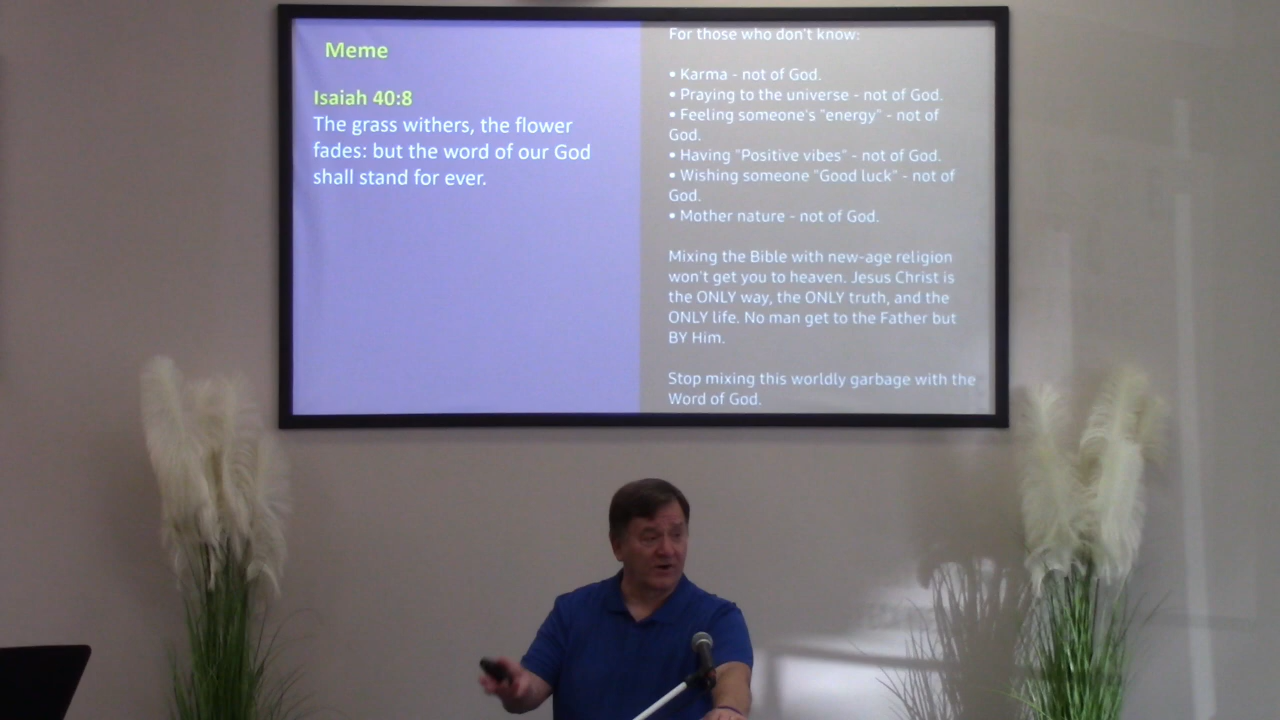 Meme
Isaiah 40:8
The grass withers, the flower
fades: but the word of our God
shall stand for ever.
For those who don't know:
• Karma - not of God.
• Praying to the universe - not of God.
• Feeling someone's "energy" - not of
God.
• Having "Positive vibes" - not of God.
• Wishing someone "Good luck" - not of
God.
• Mother nature - not of God.
Mixing the Bible with new-age religion
won't get you to heaven. Jesus Christ is
the ONLY way, the ONLY truth, and the
ONLY life. No man get to the Father but
BY Him.
Stop mixing this worldly garbage with the
Word of God.